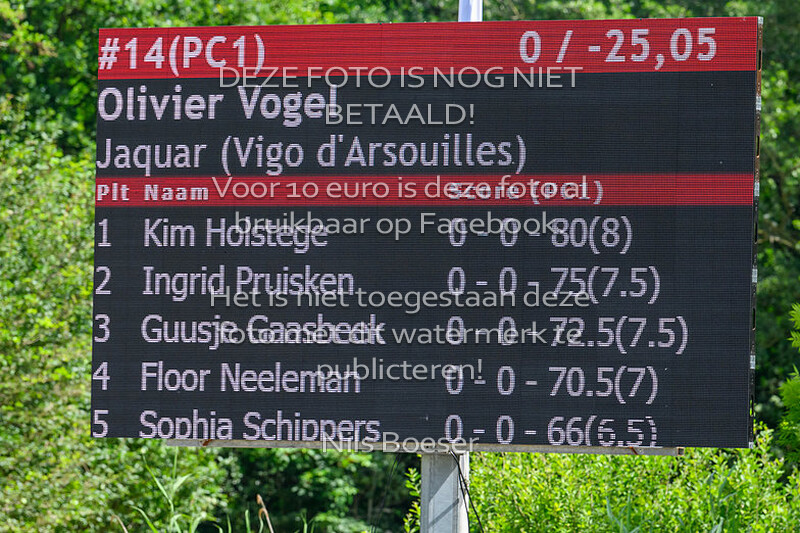 #14(PC1) 0 / -25,05
DEZE FOTO IS NOG NIET
BETAALD!
Olivier Vogel
Jaquar (Vigo d'Arsouilles)
Plt Naam Score (PC1)
Voor 10 euro is deze foto al
bruikbaar op Facebook
1 Kim Holstege 0 - 0 - 80(8)
2 Ingrid Pruisken 0 - 0 - 75(7.5)
Het is niet toegestaan deze
3 Guusje Gaasbeek 0 - 0 - 72.5(7.5)
foto met een watermerk te
4 Floor Neeleman 0 - 0 - 70.5(7)
publiceren!
5 Sophia Schippers 0 - 0 - 66(6.5)
Nils Boeser